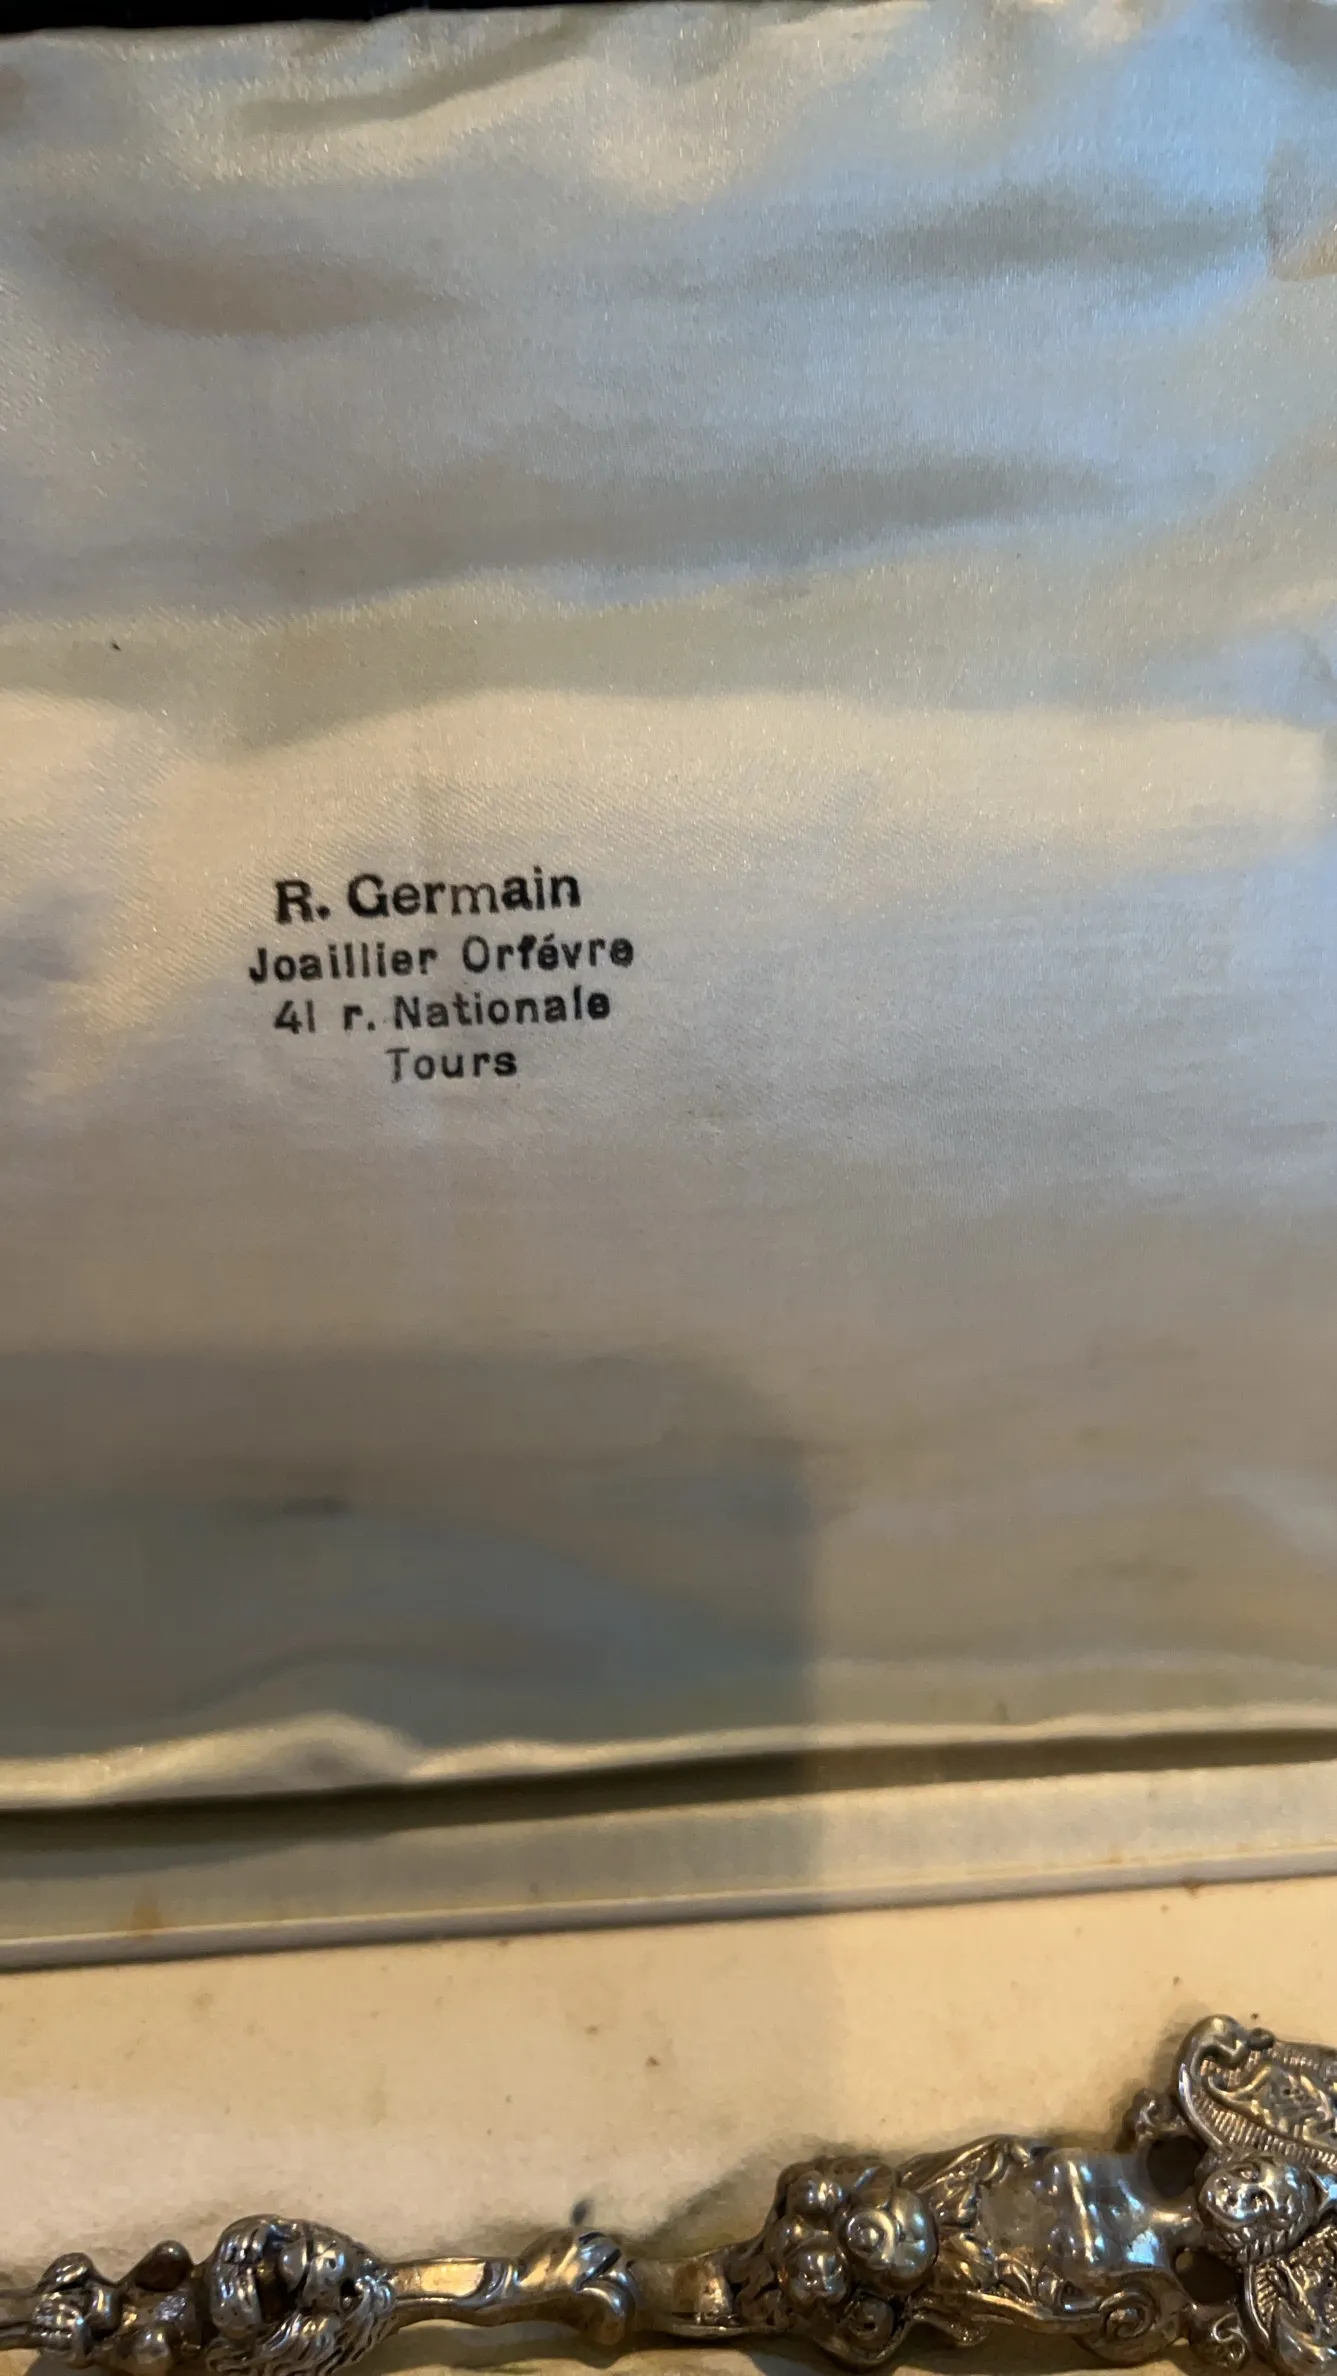 R. Germain
Joaillier Orfévre
41 r. Nationale
Tours